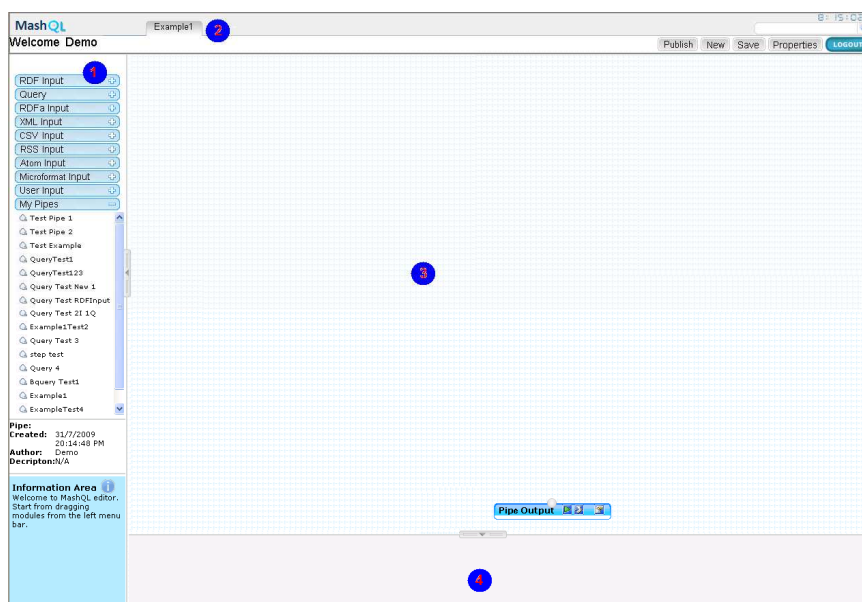 8:15:02
MashQL
Example1
2
Welcome Demo
Publish New Save Properties LOGOUT
1
RDF Input
Query
RDFa Input
XML Input
CSV Input
RSS Input
Atom Input
Microformat Input
User Input
My Pipes
Test Pipe 1
Test Pipe 2
Test Example
QueryTest1
QueryTest123
Query Test New 1
Query Test RDFInput
Query Test 2I 1Q
Example1Test2
Query Test 3
step test
Query 4
Bquery Test1
Example1
ExampleTest4
3
Pipe:
Created: 31/7/2009
20:14:48 PM
Author: Demo
Decripton:N/A
Information Area
Welcome to MashQL editor.
Start from dragging
modules from the left menu
bar.
Pipe Output
4